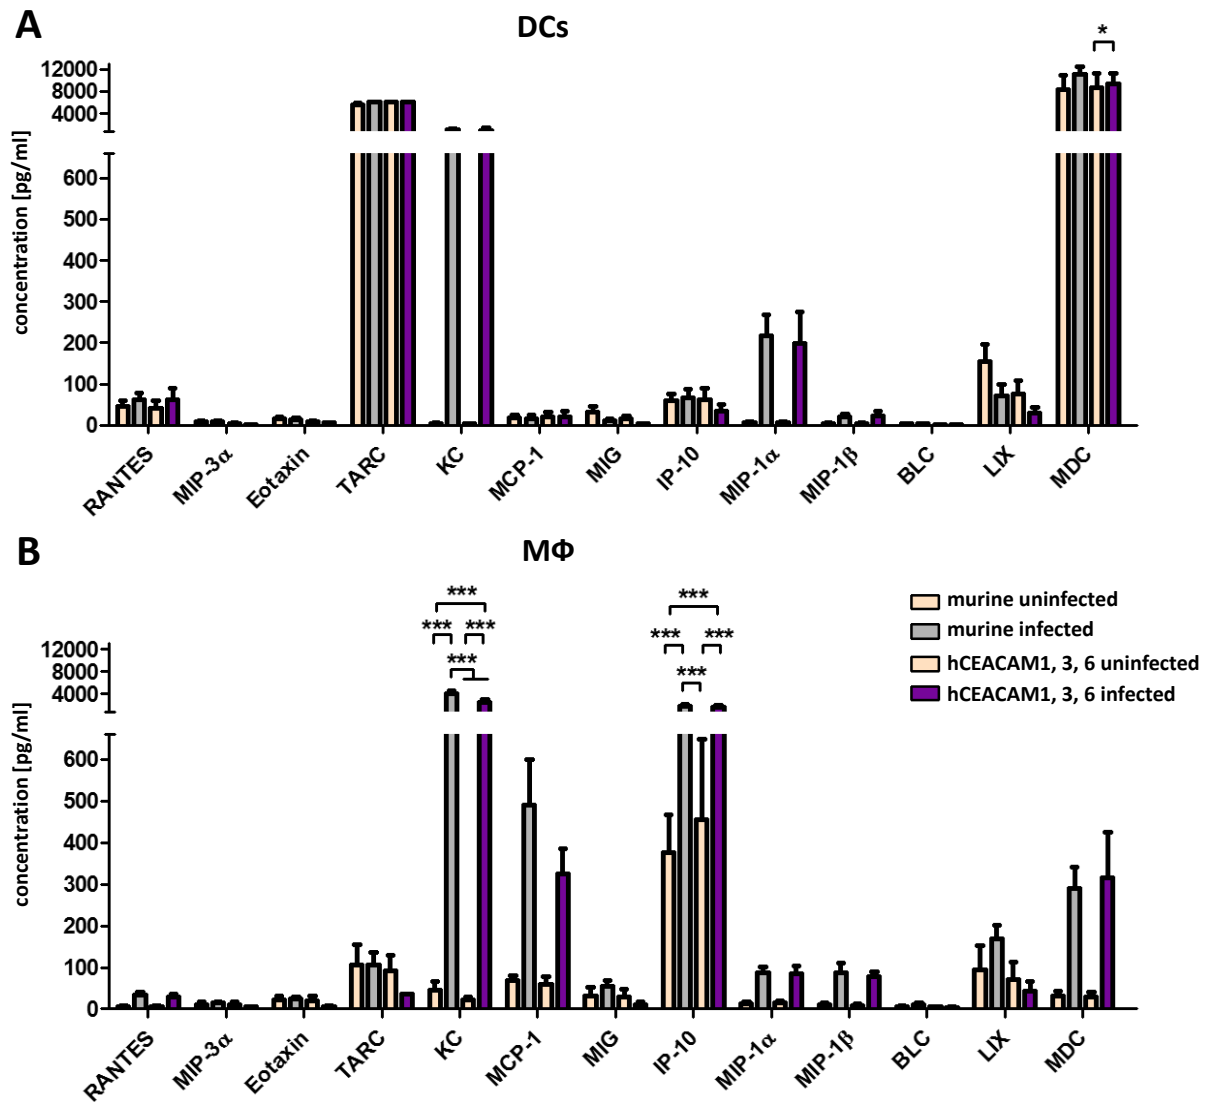 A
DCs
*
12000
8000
4000
600
500
400
300
200
100
0
concentration [pg/ml]
RANTES
MIP-3α
Eotaxin
TARC
KC
MCP-1
MIG
IP-10
MIP-1α
MIP-1β
BLC
LIX
MDC
B
MΦ
***
*** ***
***
***
*** ***
***
murine uninfected
murine infected
hCEACAM1, 3, 6 uninfected
hCEACAM1, 3, 6 infected
12000
8000
4000
600
500
400
300
200
100
0
concentration [pg/ml]
RANTES
MIP-3α
Eotaxin
TARC
KC
MCP-1
MIG
IP-10
MIP-1α
MIP-1β
BLC
LIX
MDC